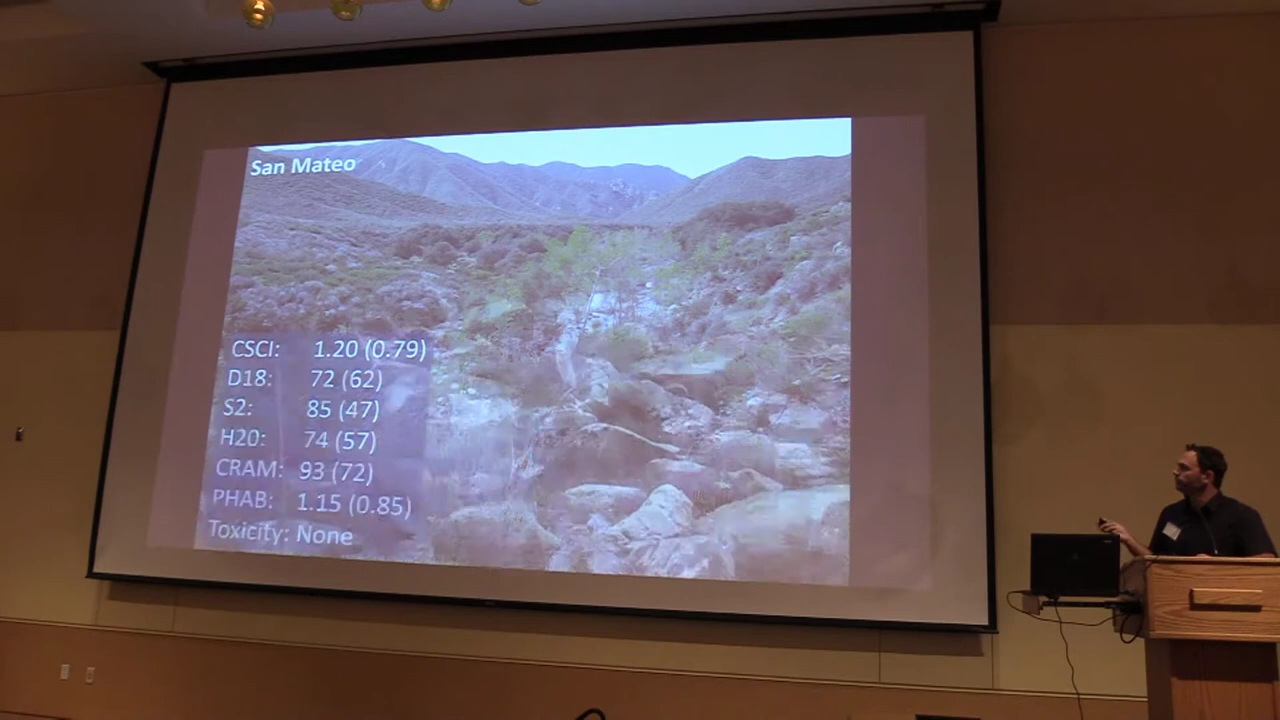 San Mateo
CSCI: 1.20 (0.79)
D18: 72 (62)
S2: 85 (47)
H20: 74 (57)
CRAM: 93 (72)
PHAB: 1.15 (0.85)
Toxicity: None